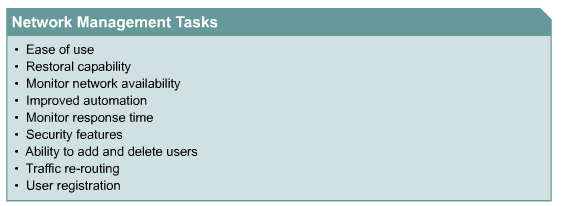 Network Management Tasks
• Ease of use
• Restoral capability
• Monitor network availability
• Improved automation
• Monitor response time
• Security features
• Ability to add and delete users
• Traffic re-routing
• User registration